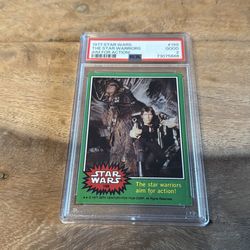 1977 STAR WARS
THE STAR WARRIORS
AIM FOR ACTION!
GOOD
2
PSA
STAR
WARS
The star warriors
aim for action!